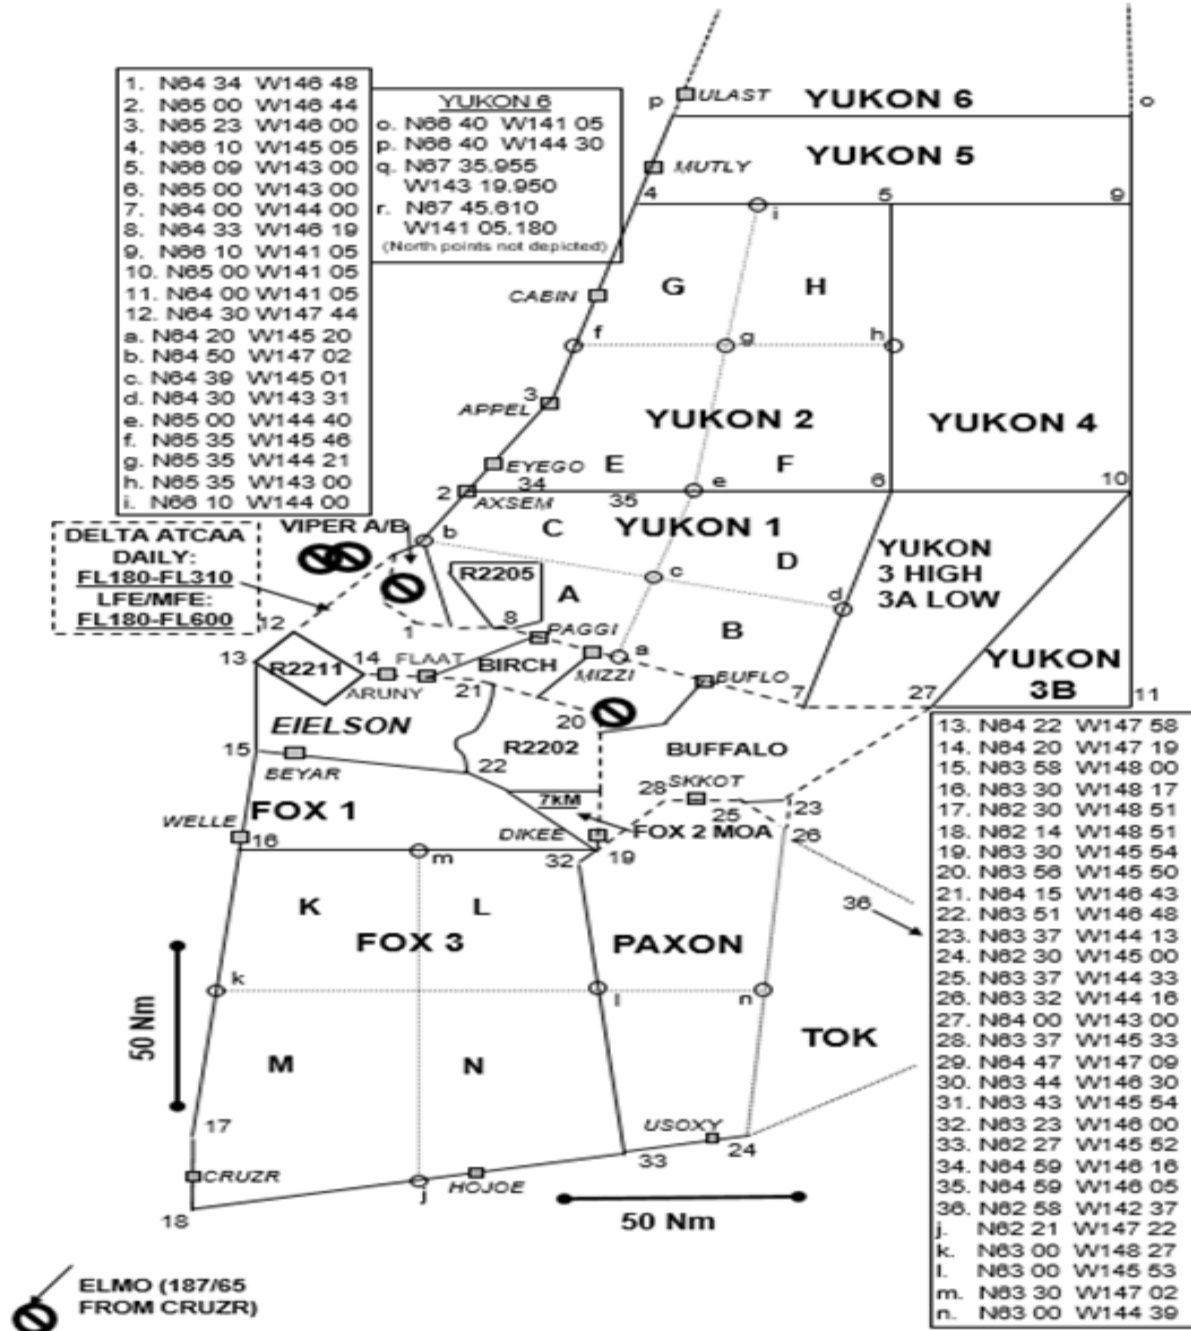 1. N64 34 W146 48
2. N65 00 W146 44
3. N65 23 W146 00
4. N66 10 W145 05
5. N66 09 W143 00
6. N65 00 W143 00
7. N64 00 W144 00
8. N64 33 W146 19
9. N66 10 W141 05
10. N65 00 W141 05
11. N64 00 W141 05
12. N64 30 W147 44
a. N64 20 W145 20
b. N64 50 W147 02
c. N64 39 W145 01
d. N64 30 W143 31
e. N65 00 W144 40
f. N65 35 W145 46
g. N65 35 W144 21
h. N65 35 W143 00
i. N66 10 W144 00
YUKON 6
o. N66 40 W141 05
p. N66 40 W144 30
q. N67 35.955
W143 19.950
r. N67 45.610
W141 05.180
(North points not depicted)
p ULAST YUKON 6 o
YUKON 5
MUTLY
4 i 5 9
G H
CABIN
f g h
3
APPEL
YUKON 2 YUKON 4
EYEGO E F
34
2 AXSEM 35 e 6 10
DELTA ATCAA
DAILY:
FL180-FL310
LFE/MFE:
FL180-FL600
VIPER A/B
b C YUKON 1
D
YUKON
3 HIGH
3A LOW
R2205
A c d
12 1 8
PAGGI B
13 R2211 14 FLAAT BIRCH a
MIZZI BUFLO
YUKON
3B
ARUNY 21 7 27 11
EIELSON 20
15 R2202 BUFFALO
BEYAR 22
28 SKKOT
FOX 1 7kM 25 23
WELLE DIKEE FOX 2 MOA 26
16 m 32 19
K L 36
FOX 3 PAXON
k l n
50 Nm
M N TOK
17 USOXY
CRUZR 33 24
j HOJOE
18 50 Nm
ELMO (187/65
FROM CRUZR)
13. N64 22 W147 58
14. N64 20 W147 19
15. N63 58 W148 00
16. N63 30 W148 17
17. N62 30 W148 51
18. N62 14 W148 51
19. N63 30 W145 54
20. N63 56 W145 50
21. N64 15 W146 43
22. N63 51 W146 48
23. N63 37 W144 13
24. N62 30 W145 00
25. N63 37 W144 33
26. N63 32 W144 16
27. N64 00 W143 00
28. N63 37 W145 33
29. N64 47 W147 09
30. N63 44 W146 30
31. N63 43 W145 54
32. N63 23 W146 00
33. N62 27 W145 52
34. N64 59 W146 16
35. N64 59 W146 05
36. N62 58 W142 37
j. N62 21 W147 22
k. N63 00 W148 27
l. N63 00 W145 53
m. N63 30 W147 02
n. N63 00 W144 39